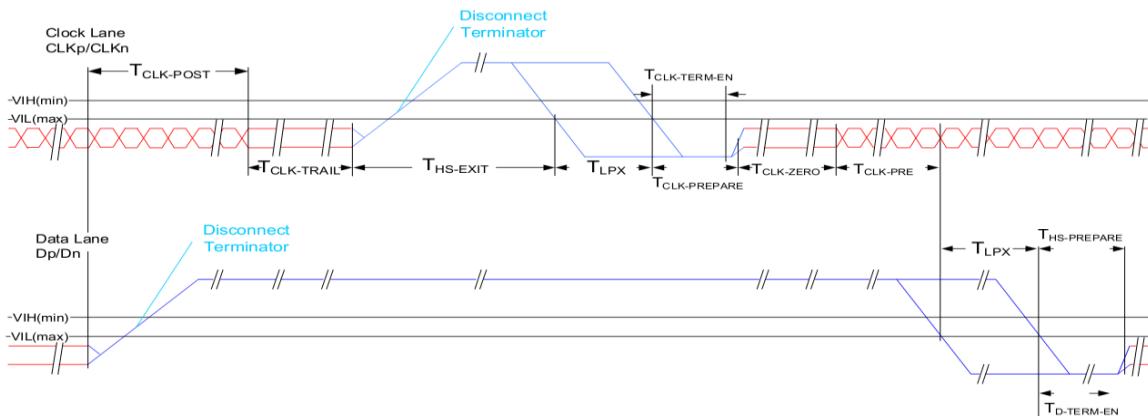 Disconnect
Terminator
Clock Lane
CLKp/CLKn
TCLK-POST
TCLK-TERM-EN
VIH(min)
VIL(max)
TCLK-TRAIL
THS-EXIT
TLPX
TCLK-PREPARE
TCLK-ZERO
TCLK-PRE
Disconnect
Terminator
Data Lane
Dp/Dn
TLPX
THS-PREPARE
VIH(min)
VIL(max)
TD-TERM-EN